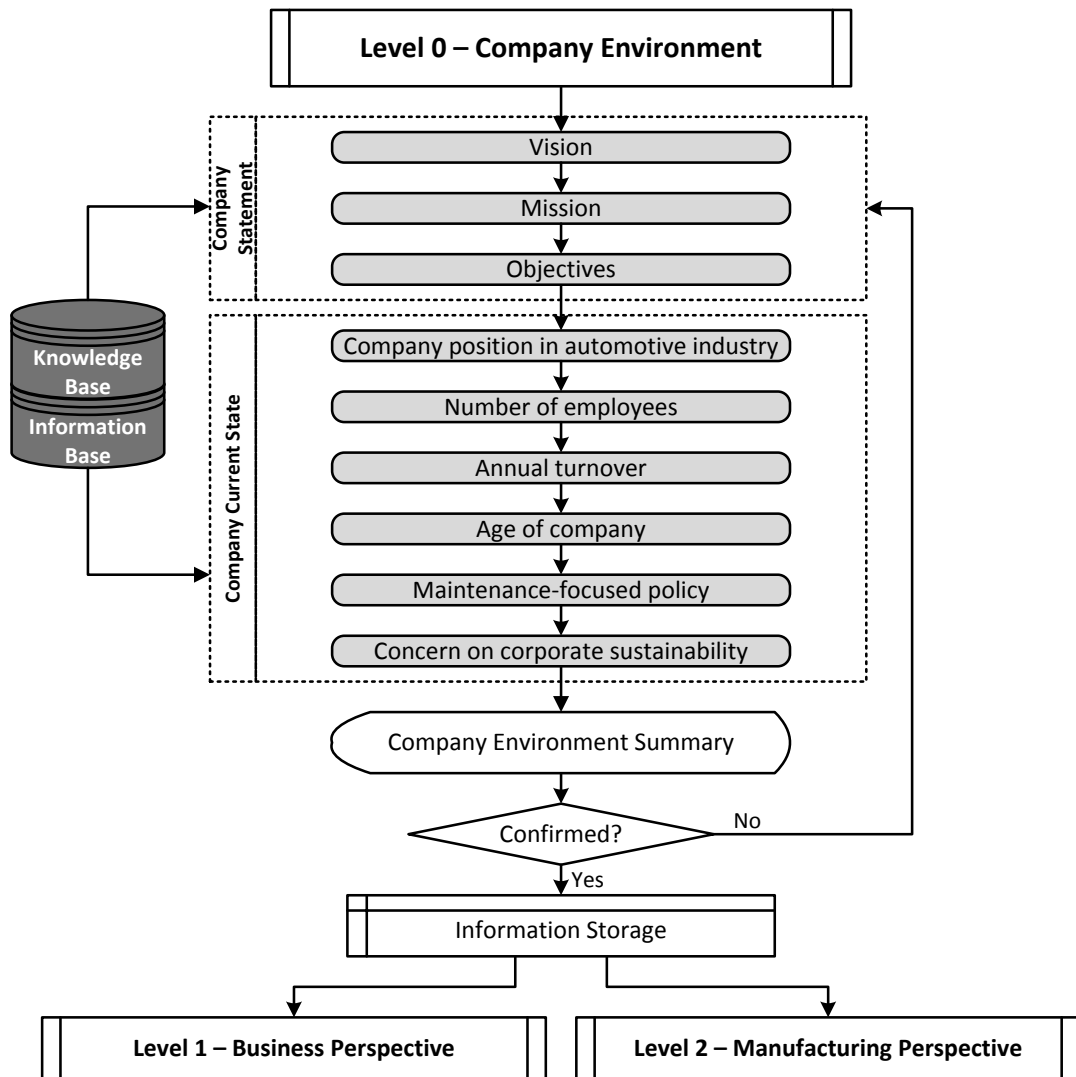 Level 0 – Company Environment
Company
Statement
Vision
Mission
Objectives
Knowledge
Base
Information
Base
Company Current State
Company position in automotive industry
Number of employees
Annual turnover
Age of company
Maintenance-focused policy
Concern on corporate sustainability
Company Environment Summary
Confirmed?
No
Yes
Information Storage
Level 1 – Business Perspective
Level 2 – Manufacturing Perspective